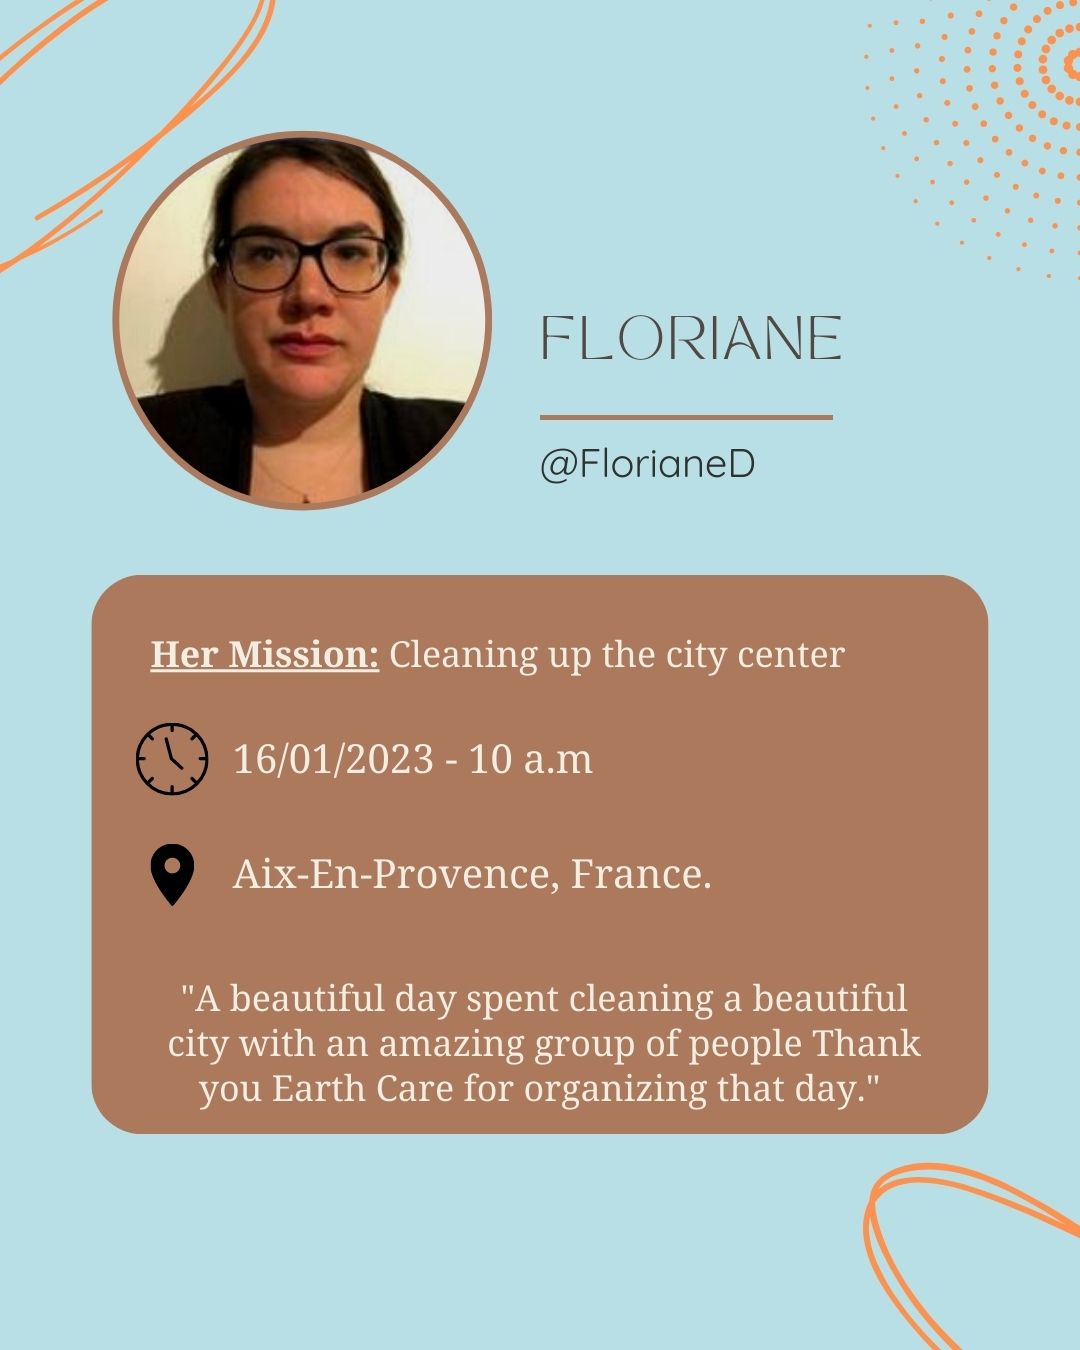 FLORIANE
@FlorianeD
Her Mission: Cleaning up the city center
16/01/2023 - 10 a.m
Aix-En-Provence, France.
"A beautiful day spent cleaning a beautiful
city with an amazing group of people Thank
you Earth Care for organizing that day."